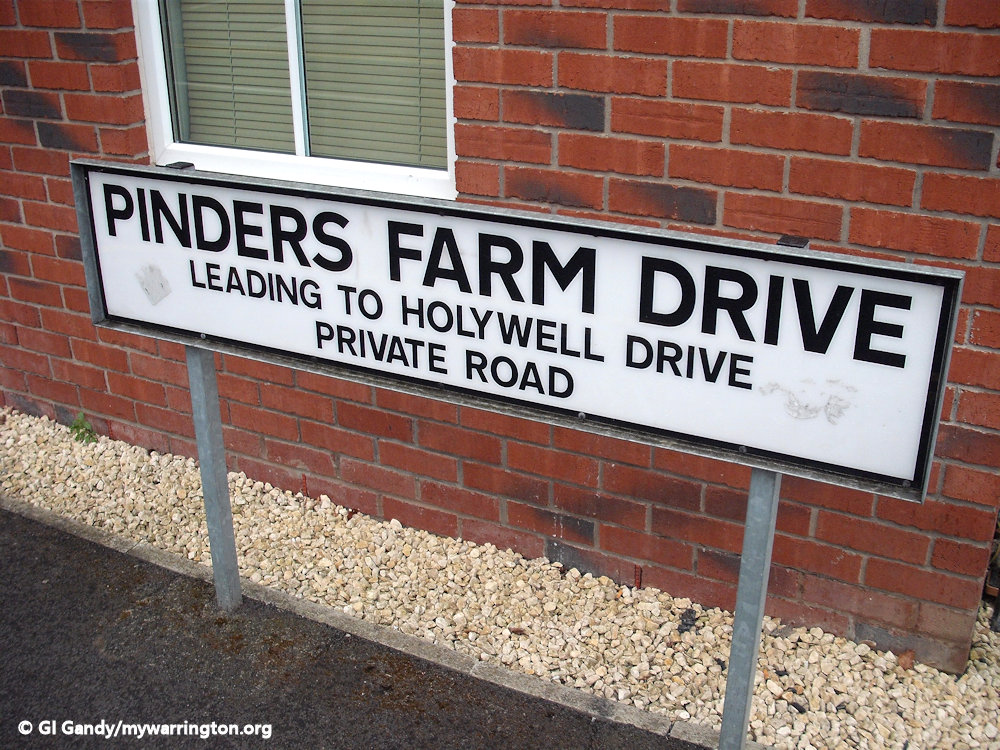 PINDERS FARM DRIVE
LEADING TO HOLYWELL DRIVE
PRIVATE ROAD
© GI Gandy/mywarrington.org